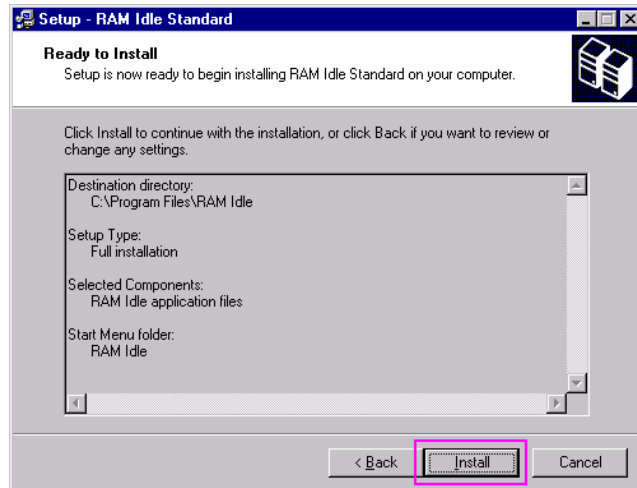 Setup - RAM Idle Standard
Ready to Install
Setup is now ready to begin installing RAM Idle Standard on your computer.
Click Install to continue with the installation, or click Back if you want to review or
change any settings.
Destination directory:
C:\Program Files\RAM Idle
Setup Type:
Full installation
Selected Components:
RAM Idle application files
Start Menu folder:
RAM Idle
< Back
Install
Cancel